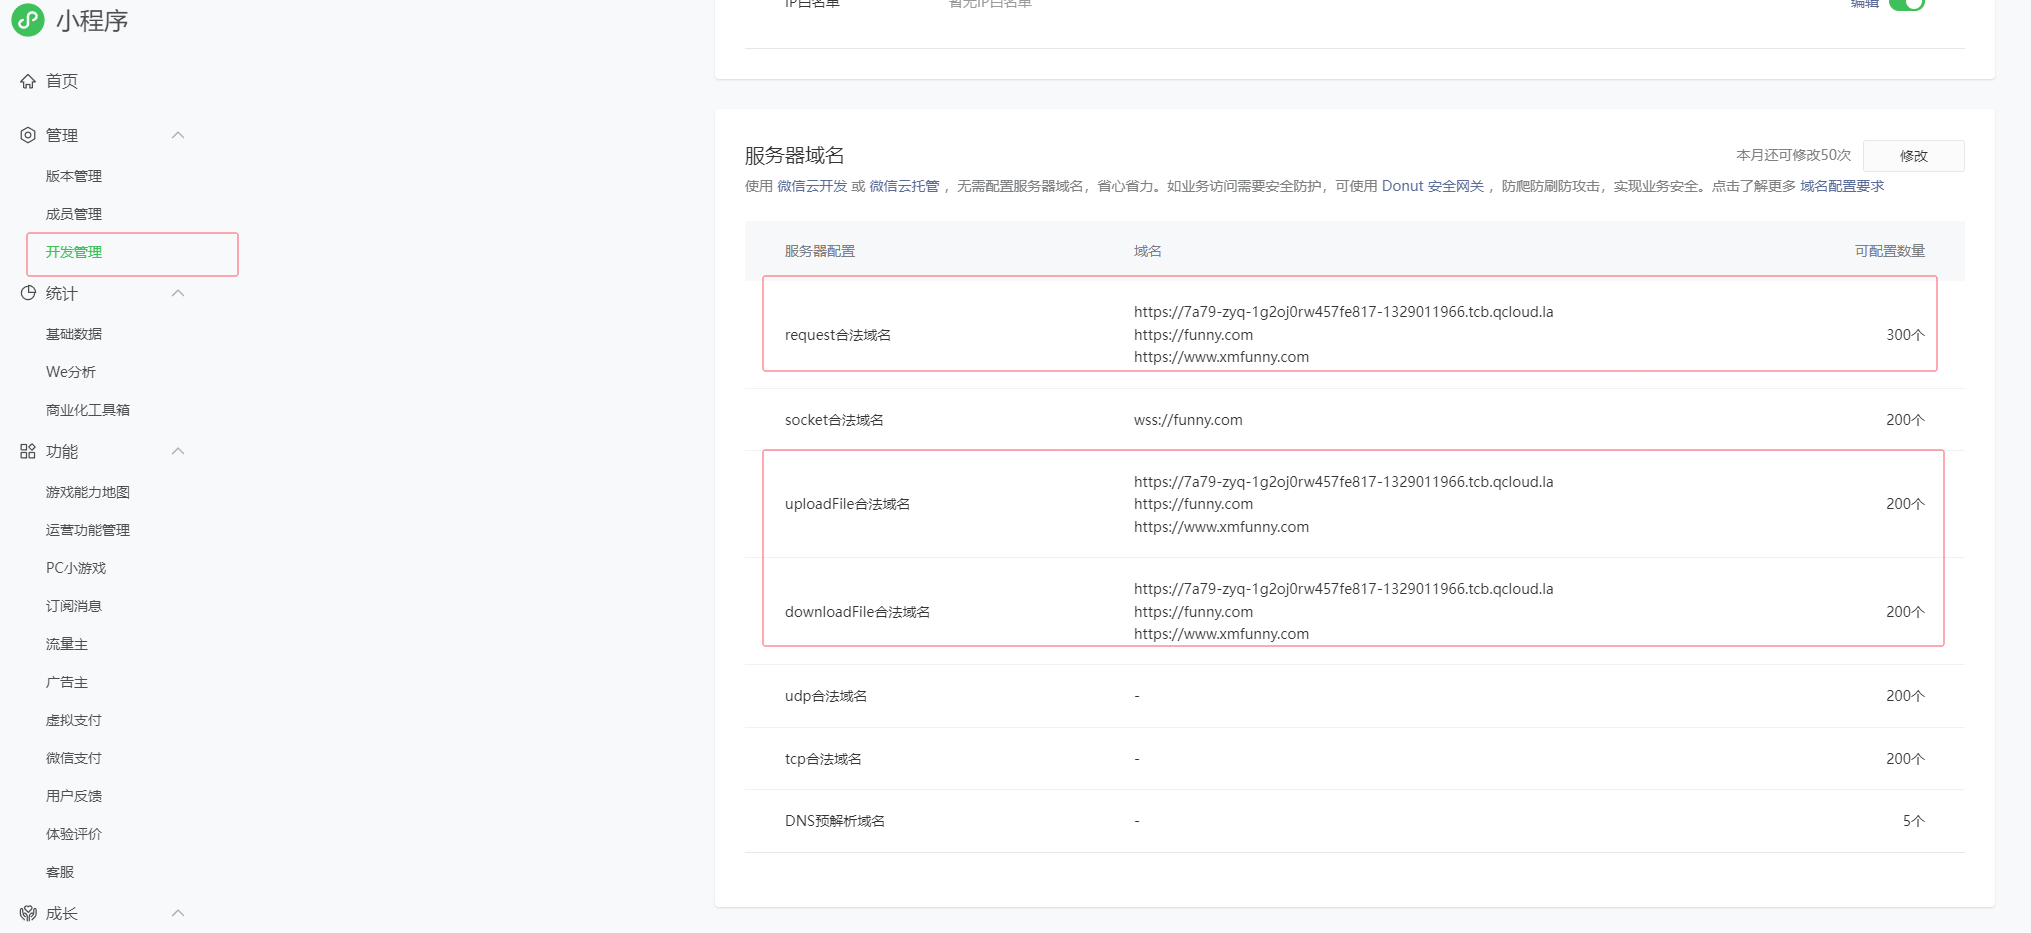 小程序
首页
管理
版本管理
成员管理
开发管理
统计
基础数据
We分析
商业化工具箱
功能
游戏能力地图
运营功能管理
PC小游戏
订阅消息
流量主
广告主
虚拟支付
微信支付
用户反馈
体验评价
客服
成长
IP白名单 暂无IP白名单 编辑
服务器域名 本月还可修改50次 修改
使用 微信云开发 或 微信云托管 ，无需配置服务器域名，省心省力。如业务访问需要安全防护，可使用 Donut 安全网关 ，防爬防刷防攻击，实现业务安全。点击了解更多 域名配置要求
服务器配置 域名 可配置数量
https://7a79-zyq-1g2oj0rw457fe817-1329011966.tcb.qcloud.la
request合法域名 https://funny.com 300个
https://www.xmfunny.com
socket合法域名 wss://funny.com 200个
https://7a79-zyq-1g2oj0rw457fe817-1329011966.tcb.qcloud.la
uploadFile合法域名 https://funny.com 200个
https://www.xmfunny.com
https://7a79-zyq-1g2oj0rw457fe817-1329011966.tcb.qcloud.la
downloadFile合法域名 https://funny.com 200个
https://www.xmfunny.com
udp合法域名 - 200个
tcp合法域名 - 200个
DNS预解析域名 - 5个